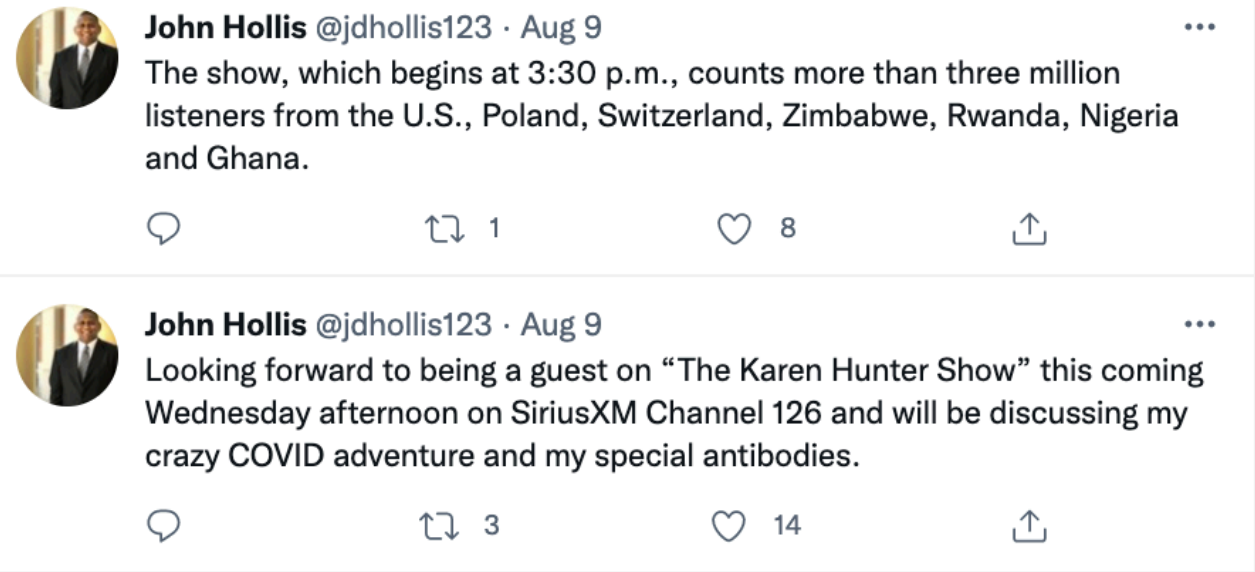 John Hollis @jdhollis123 · Aug 9
The show, which begins at 3:30 p.m., counts more than three million
listeners from the U.S., Poland, Switzerland, Zimbabwe, Rwanda, Nigeria
and Ghana.
1 8
John Hollis @jdhollis123 · Aug 9
Looking forward to being a guest on “The Karen Hunter Show” this coming
Wednesday afternoon on SiriusXM Channel 126 and will be discussing my
crazy COVID adventure and my special antibodies.
3 14